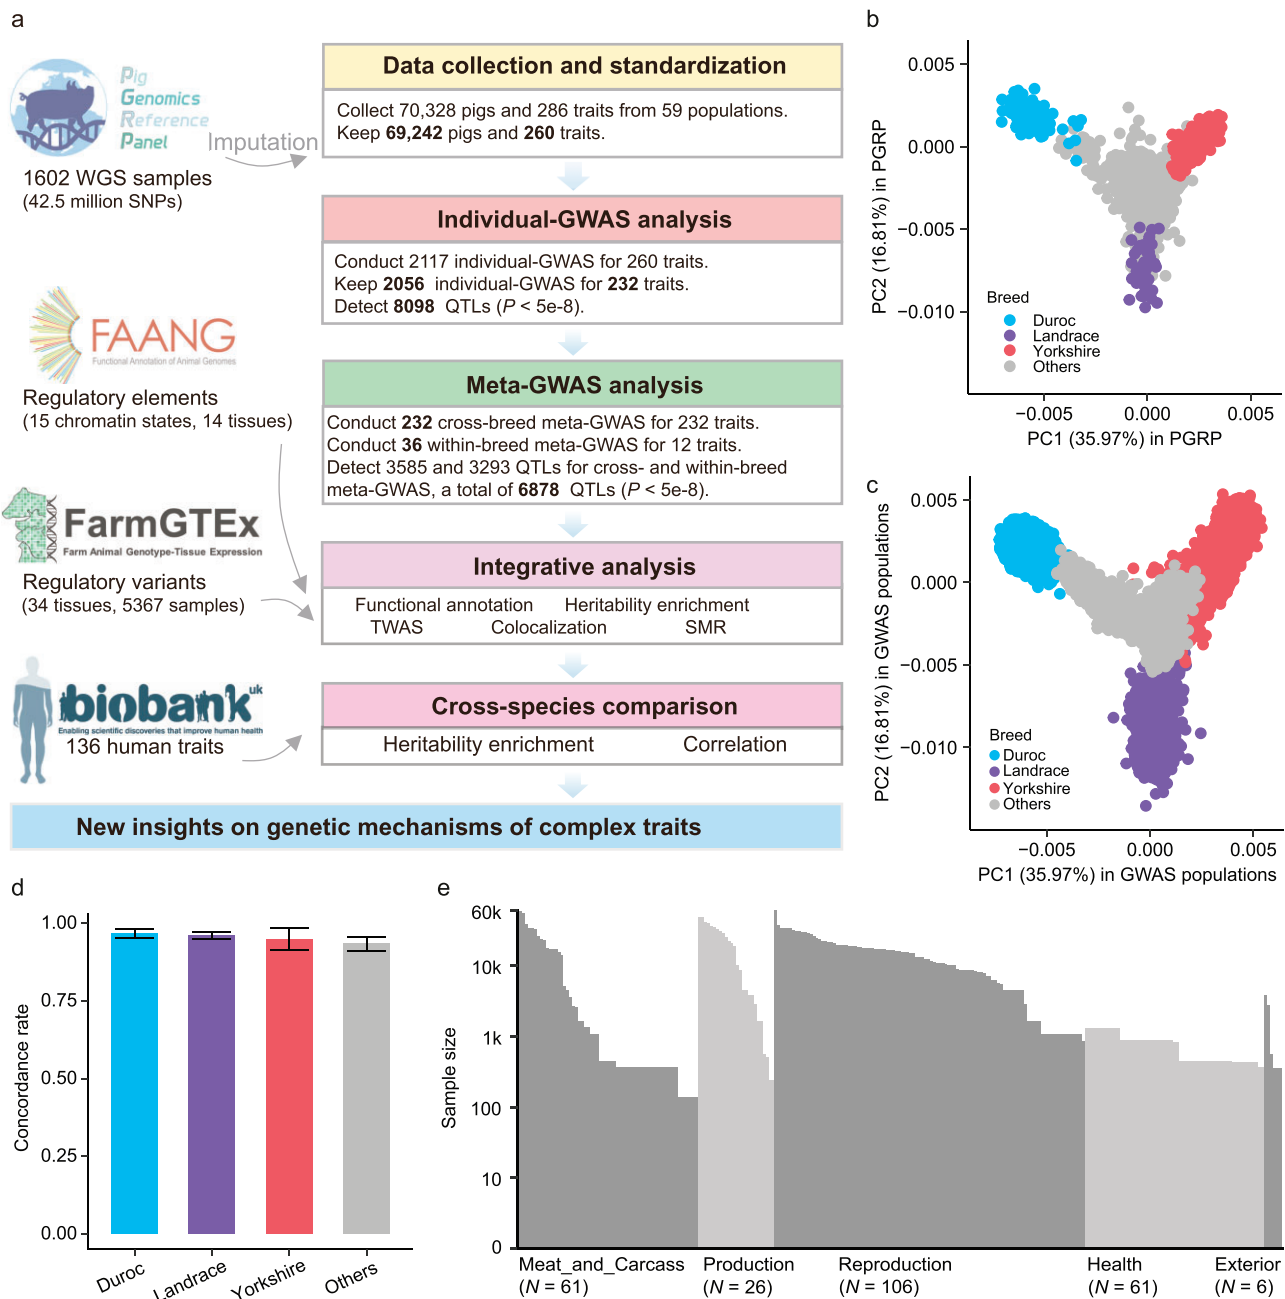 a
Pig
Genomics
Reference
Panel
Imputation
1602 WGS samples
(42.5 million SNPs)
Data collection and standardization
Collect 70,328 pigs and 286 traits from 59 populations.
Keep 69,242 pigs and 260 traits.
Individual-GWAS analysis
Conduct 2117 individual-GWAS for 260 traits.
Keep 2056 individual-GWAS for 232 traits.
Detect 8098 QTLs (P < 5e-8).
FAANG
Functional Annotation of Animal Genomes
Regulatory elements
(15 chromatin states, 14 tissues)
Meta-GWAS analysis
Conduct 232 cross-breed meta-GWAS for 232 traits.
Conduct 36 within-breed meta-GWAS for 12 traits.
Detect 3585 and 3293 QTLs for cross- and within-breed
meta-GWAS, a total of 6878 QTLs (P < 5e-8).
FarmGTEx
Farm Animal Genotype-Tissue Expression
Regulatory variants
(34 tissues, 5367 samples)
Integrative analysis
Functional annotation Heritability enrichment
TWAS Colocalization SMR
biobank uk
Enabling scientific discoveries that improve human health
136 human traits
Cross-species comparison
Heritability enrichment Correlation
New insights on genetic mechanisms of complex traits
b
PC2 (16.81%) in PGRP
0.005
0.000
−0.005
−0.010
Breed
Duroc
Landrace
Yorkshire
Others
−0.005 0.000 0.005
PC1 (35.97%) in PGRP
c
PC2 (16.81%) in GWAS populations
0.005
0.000
−0.005
−0.010
Breed
Duroc
Landrace
Yorkshire
Others
−0.005 0.000 0.005
PC1 (35.97%) in GWAS populations
d
Concordance rate
1.00
0.75
0.50
0.25
0.00
Duroc Landrace Yorkshire Others
e
Sample size
60k
10k
1k
100
10
0
Meat_and_Carcass Production Reproduction Health Exterior
(N = 61) (N = 26) (N = 106) (N = 61) (N = 6)